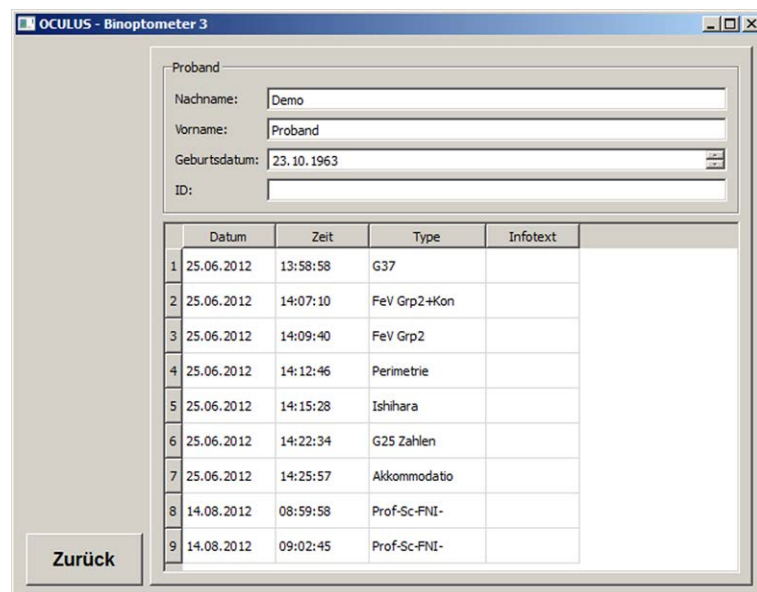 OCULUS - Binoptometer 3
Proband
Nachname: Demo
Vorname: Proband
Geburtsdatum: 23.10.1963
ID:
Datum Zeit Type Infotext
1 25.06.2012 13:58:58 G37
2 25.06.2012 14:07:10 FeV Grp2+Kon
3 25.06.2012 14:09:40 FeV Grp2
4 25.06.2012 14:12:46 Perimetrie
5 25.06.2012 14:15:28 Ishihara
6 25.06.2012 14:22:34 G25 Zahlen
7 25.06.2012 14:25:57 Akkommodatio
8 14.08.2012 08:59:58 Prof-Sc-FNI-
9 14.08.2012 09:02:45 Prof-Sc-FNI-
Zurück